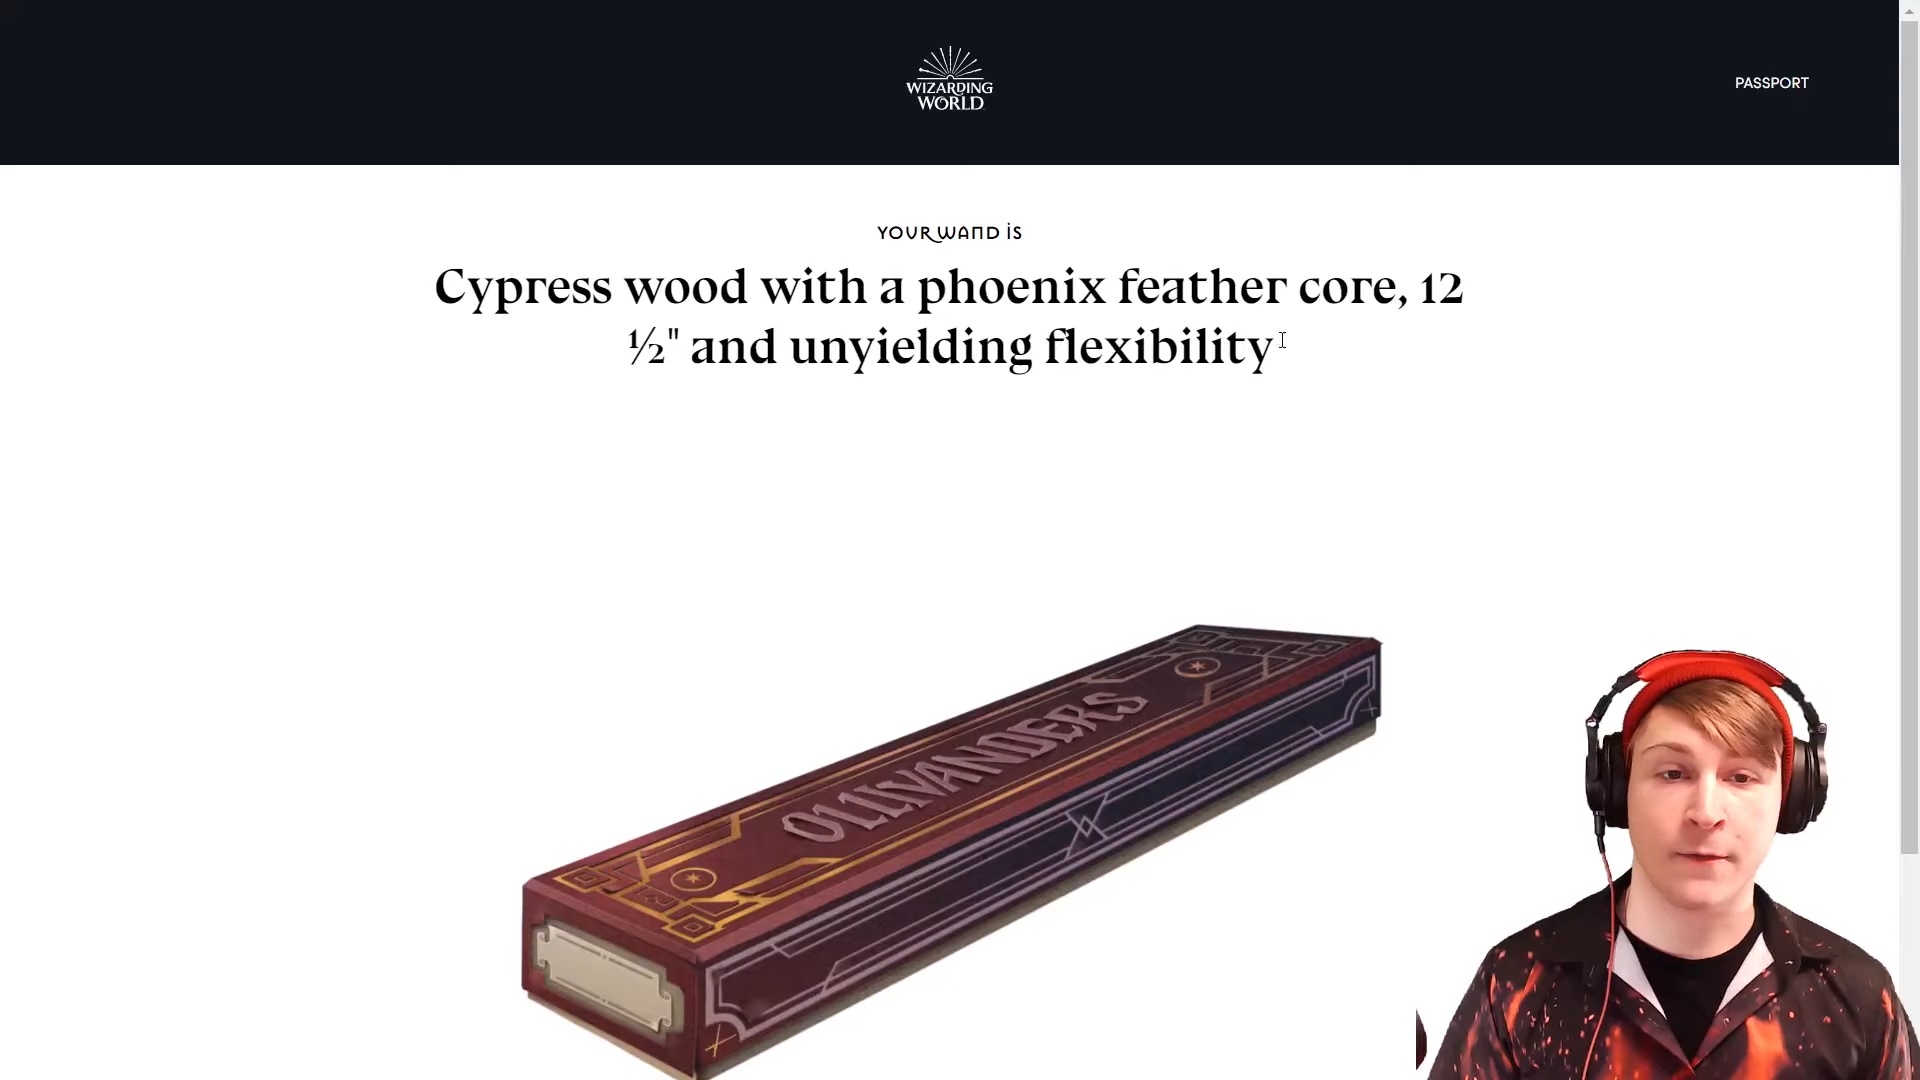 WIZARDING
WORLD
PASSPORT
YOUR WAND iS
Cypress wood with a phoenix feather core, 12
½" and unyielding flexibility
OLLIVANDERS